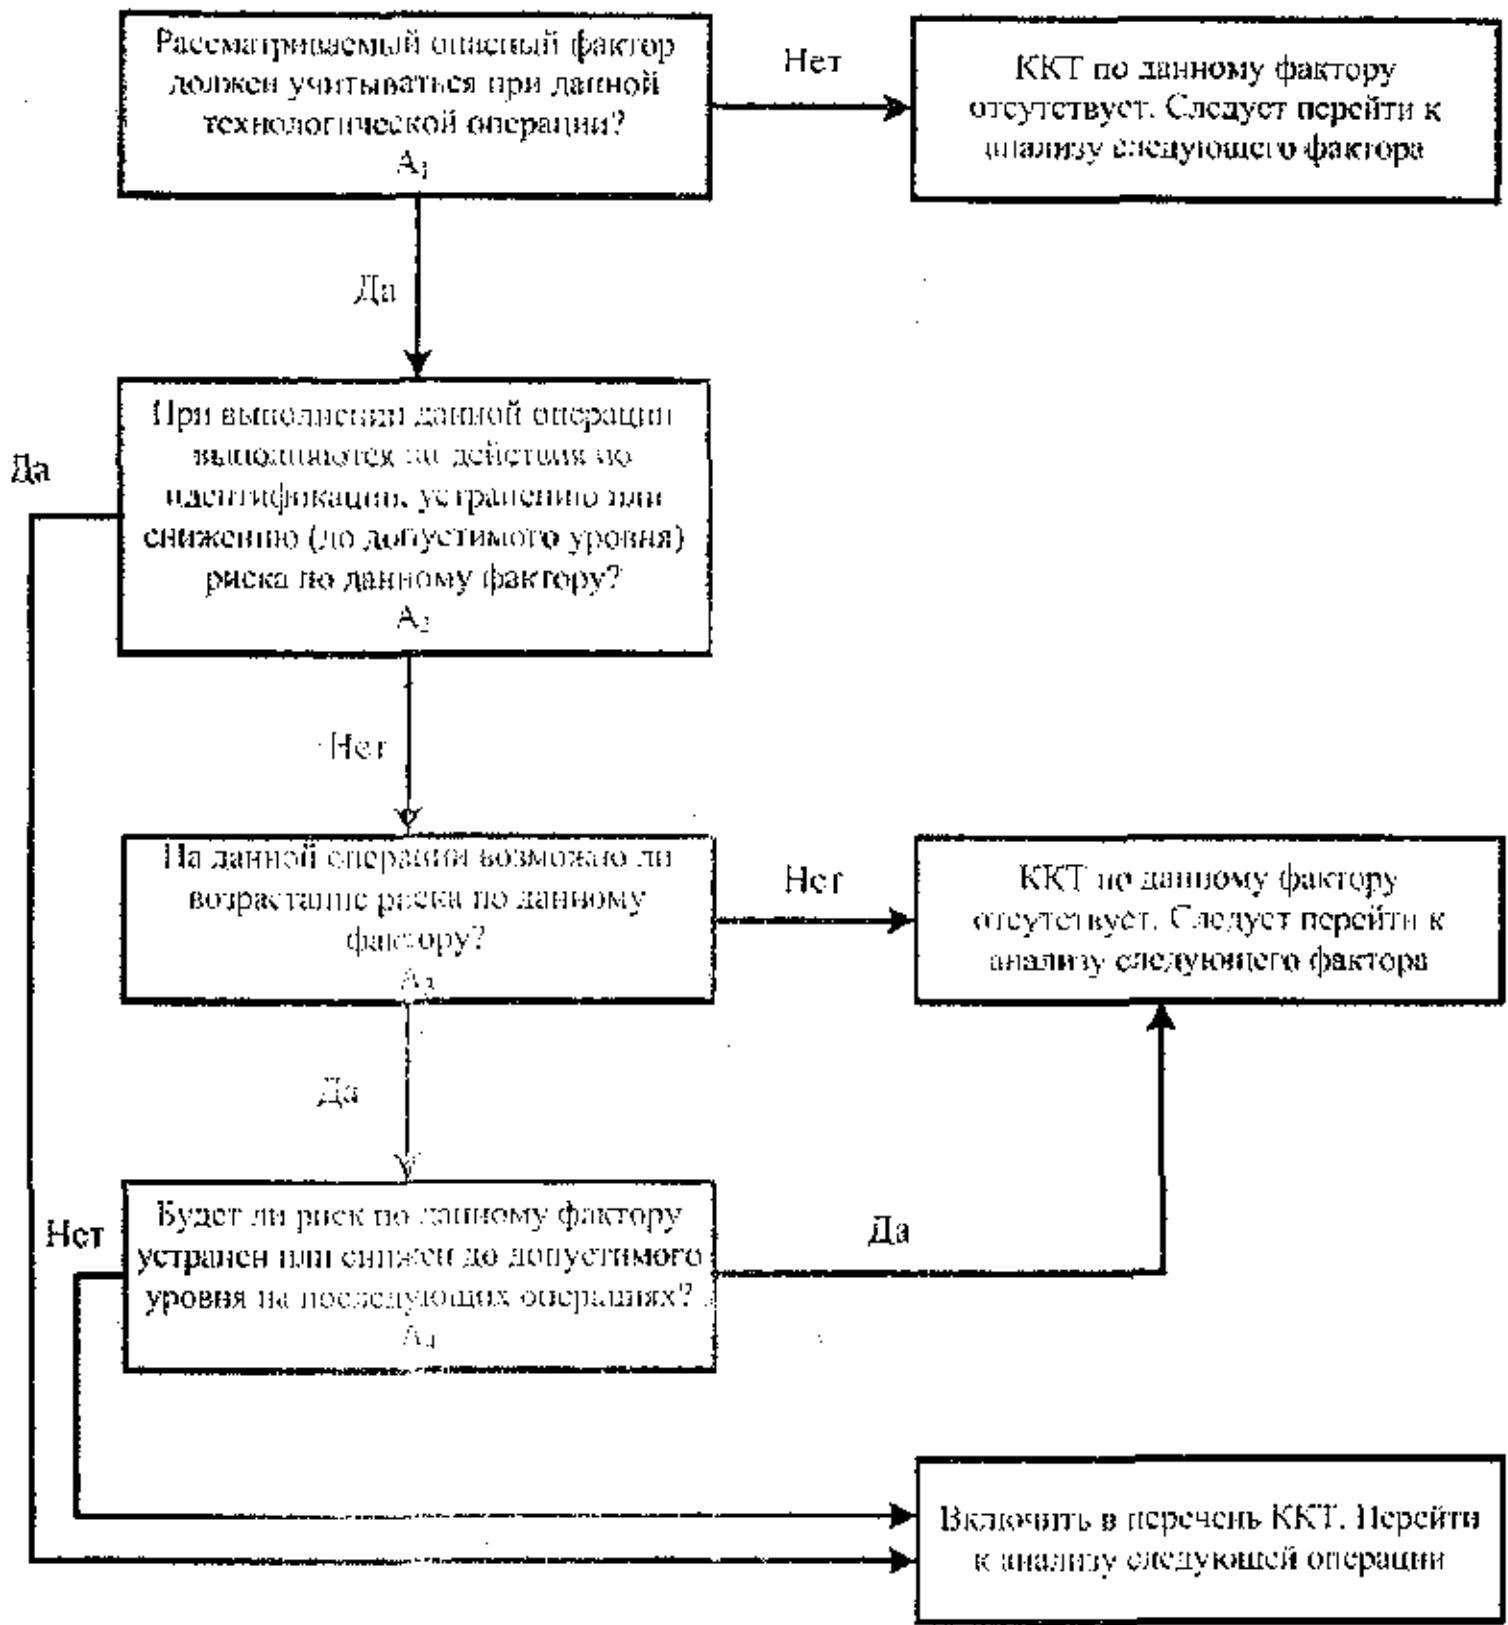 Рассматриваемый опасный фактор
должен учитываться при данной
технологической операции?
А₁
Нет
ККТ по данному фактору
отсутствует. Следует перейти к
анализу следующего фактора
Да
При выполнении данной операции
выполняются ли действия по
идентификации, устранению или
снижению (до допустимого уровня)
риска по данному фактору?
А₂
Да
Нет
На данной операции возможно ли
возрастание риска по данному
фактору?
А₃
Нет
ККТ по данному фактору
отсутствует. Следует перейти к
анализу следующего фактора
Да
Будет ли риск по данному фактору
устранен или снижен до допустимого
уровня на последующих операциях?
А₄
Нет
Да
Включить в перечень ККТ. Перейти
к анализу следующей операции